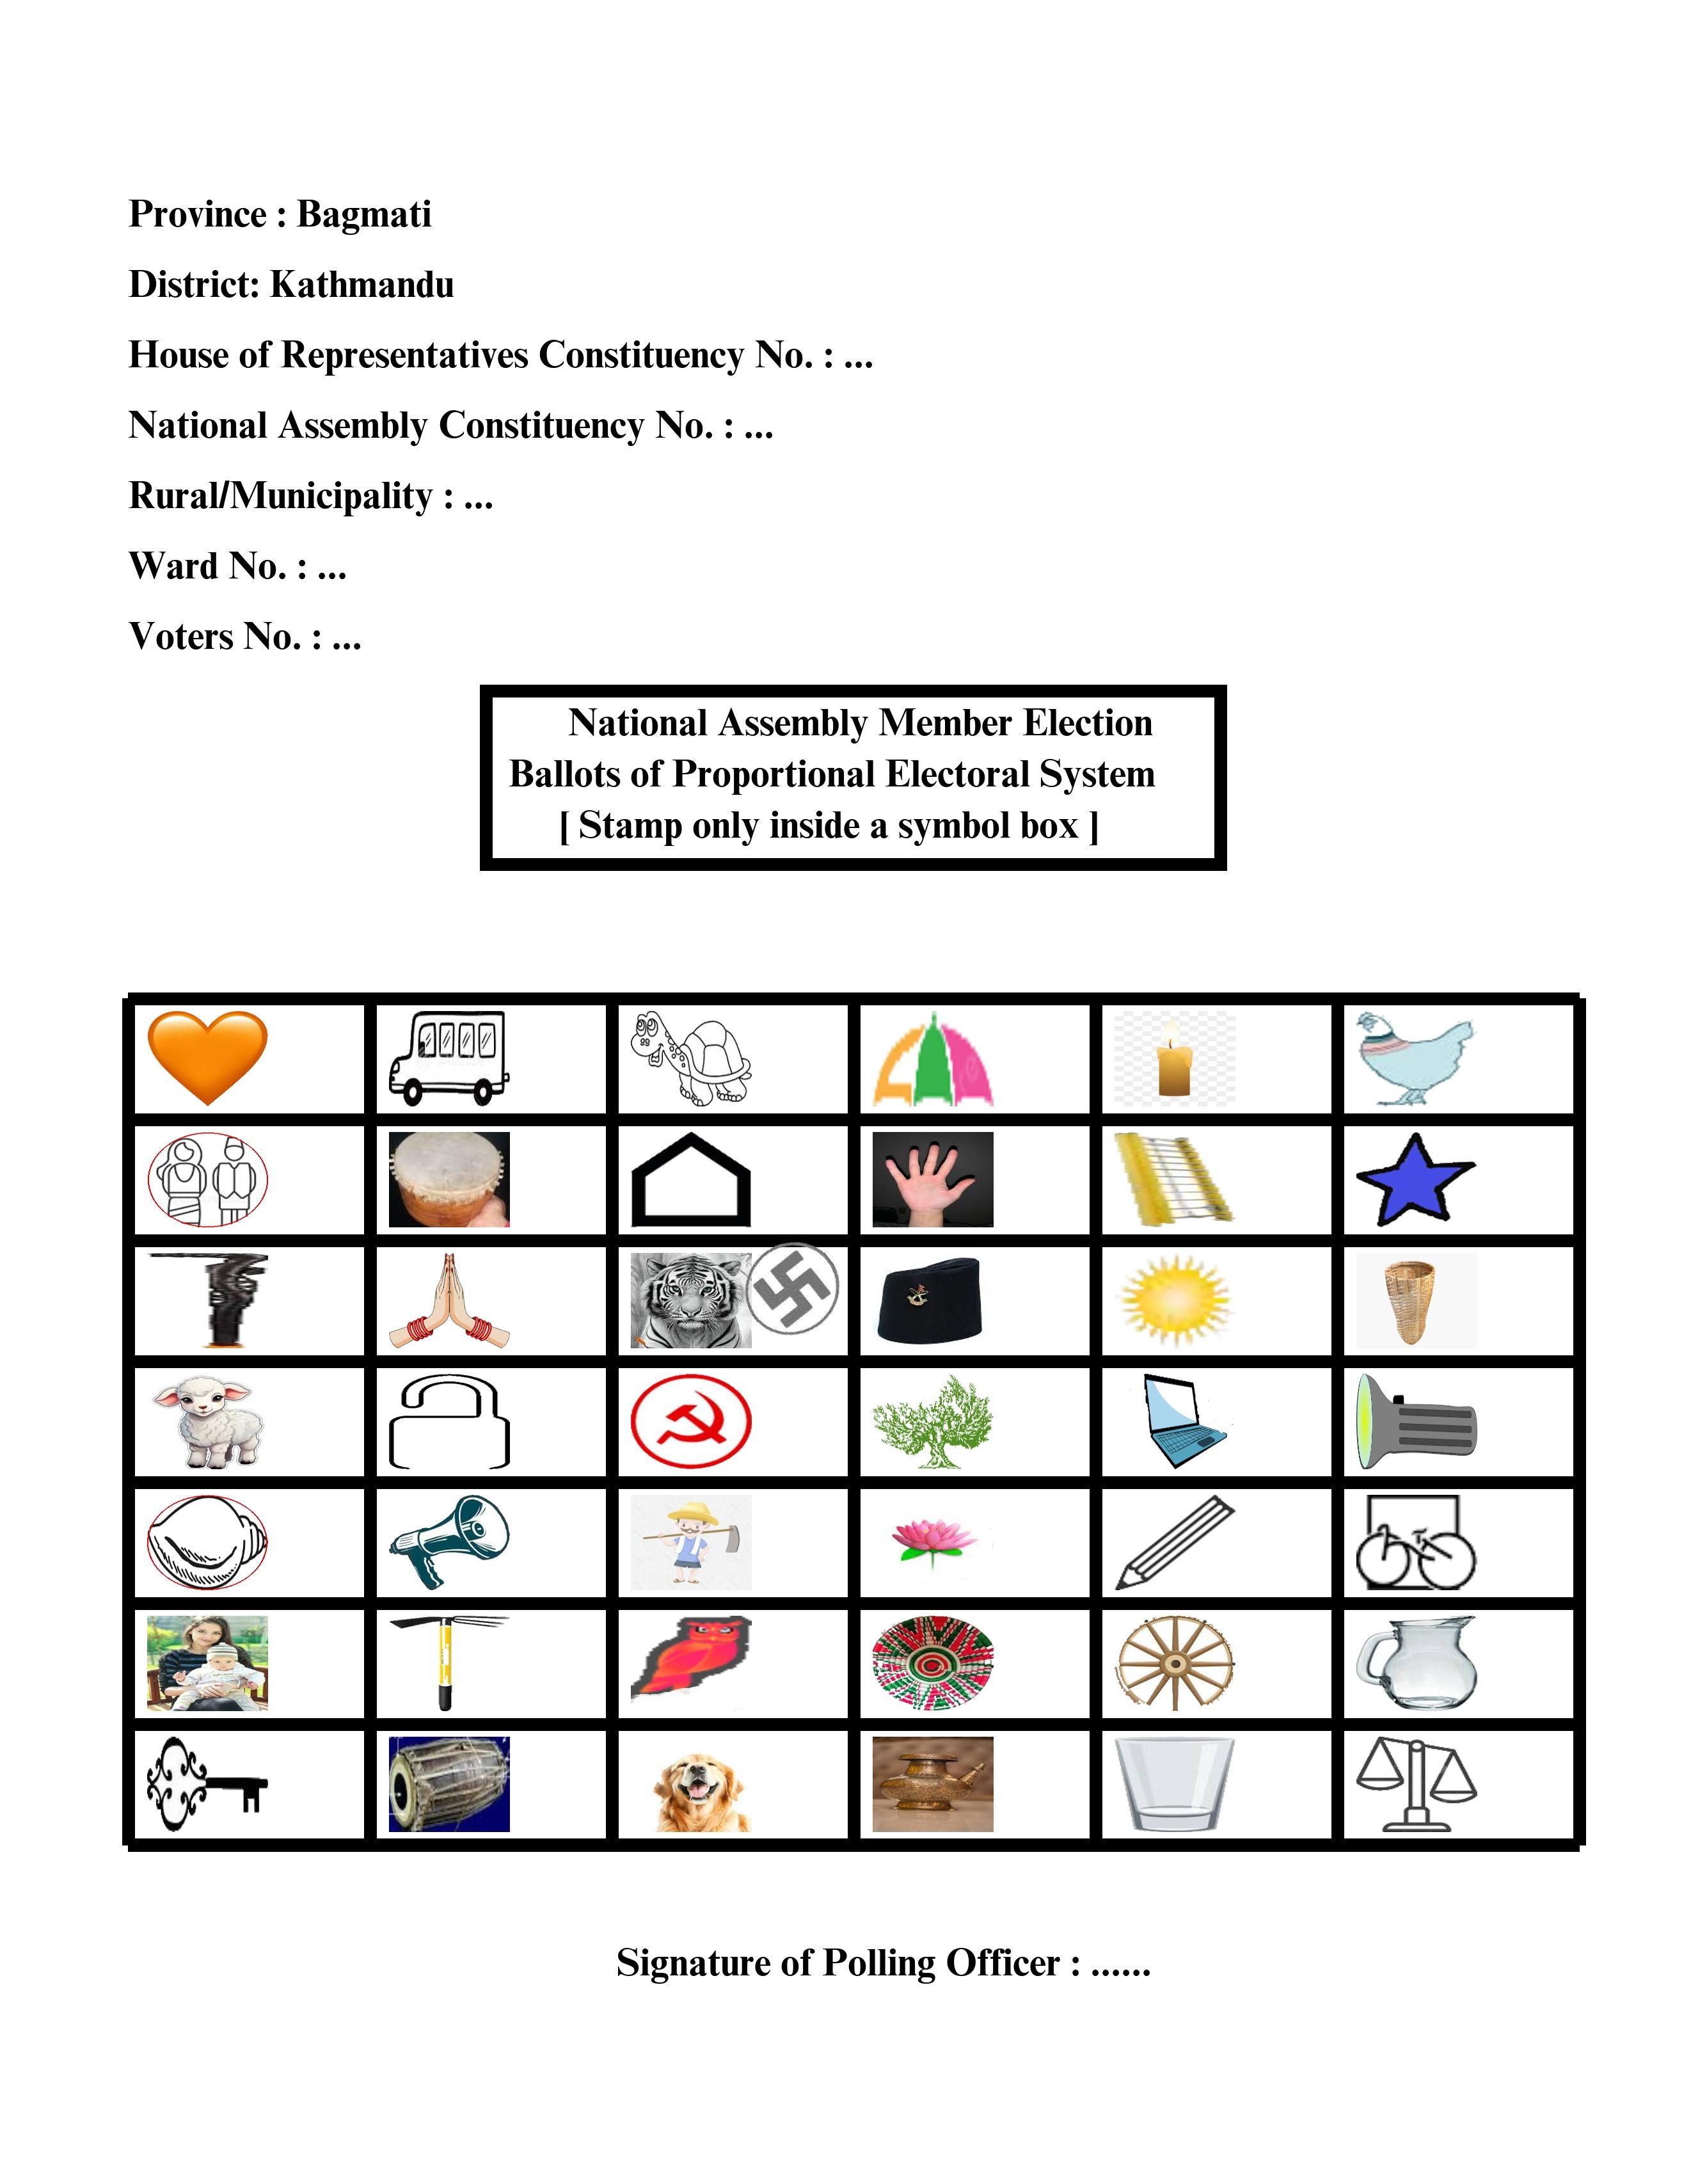 Province : Bagmati
District: Kathmandu
House of Representatives Constituency No. : ...
National Assembly Constituency No. : ...
Rural/Municipality : ...
Ward No. : ...
Voters No. : ...
National Assembly Member Election
Ballots of Proportional Electoral System
[ Stamp only inside a symbol box ]
Signature of Polling Officer : ......